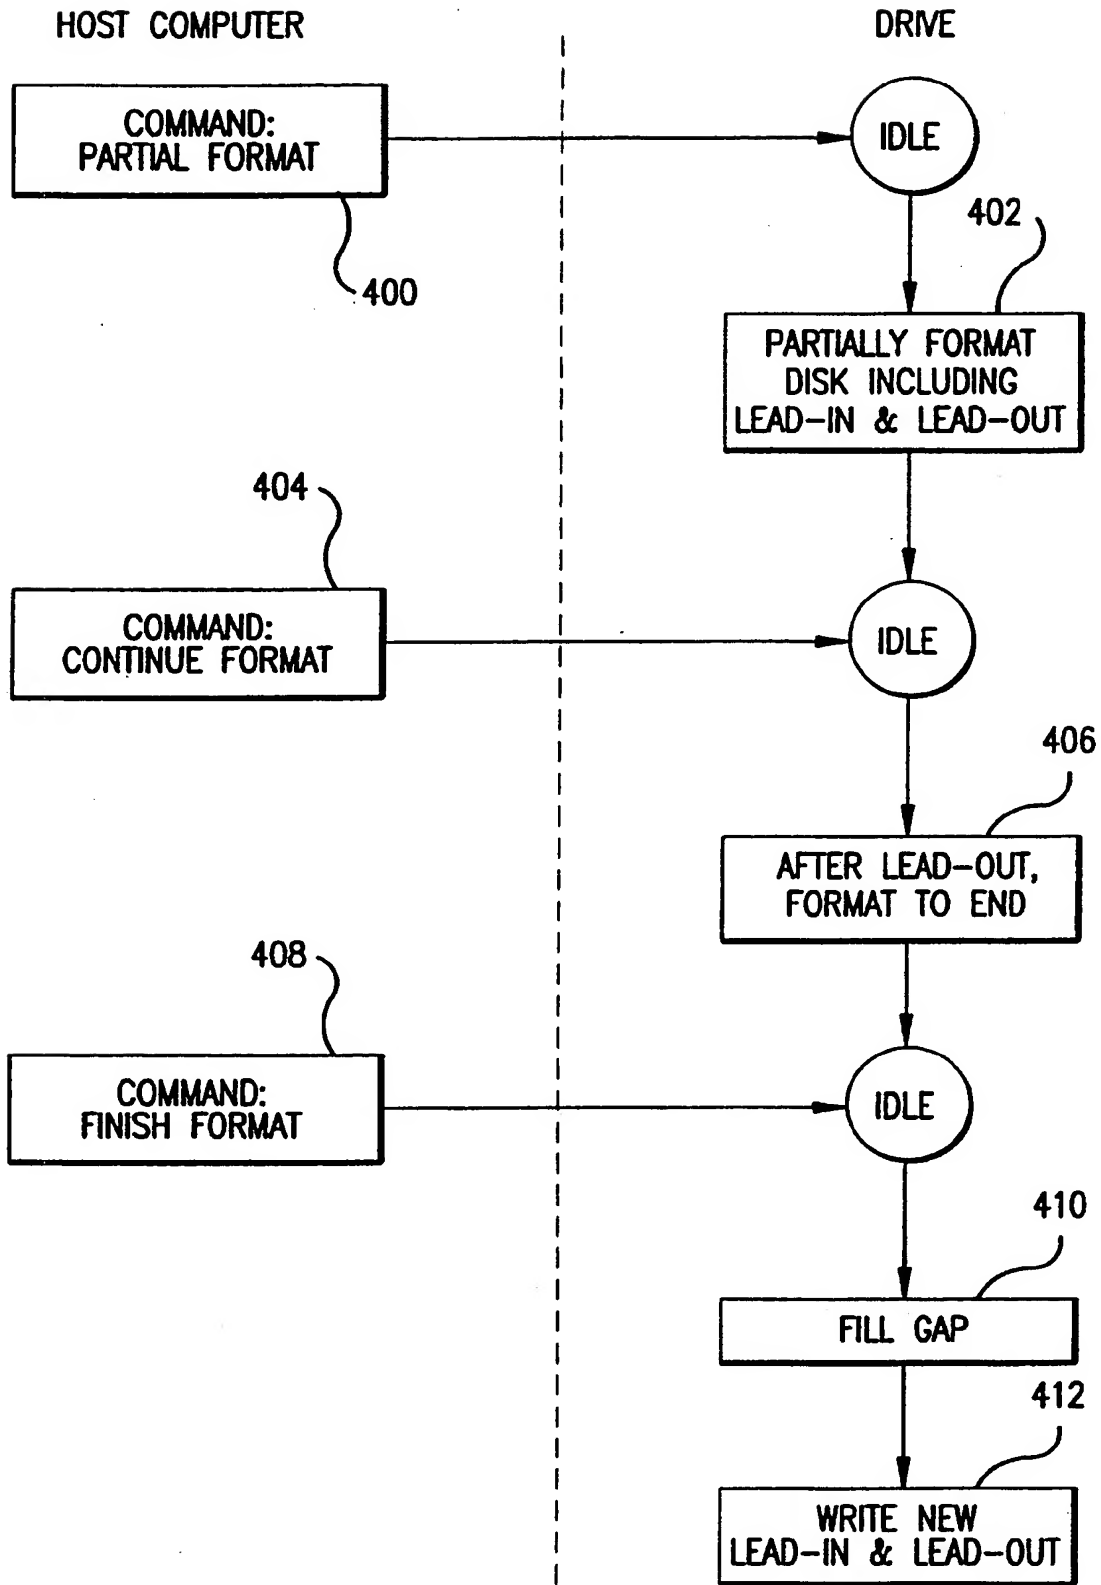 HOST COMPUTER
DRIVE
COMMAND:
PARTIAL FORMAT
IDLE
400
402
PARTIALLY FORMAT
DISK INCLUDING
LEAD-IN & LEAD-OUT
404
COMMAND:
CONTINUE FORMAT
IDLE
406
AFTER LEAD-OUT,
FORMAT TO END
408
COMMAND:
FINISH FORMAT
IDLE
410
FILL GAP
412
WRITE NEW
LEAD-IN & LEAD-OUT